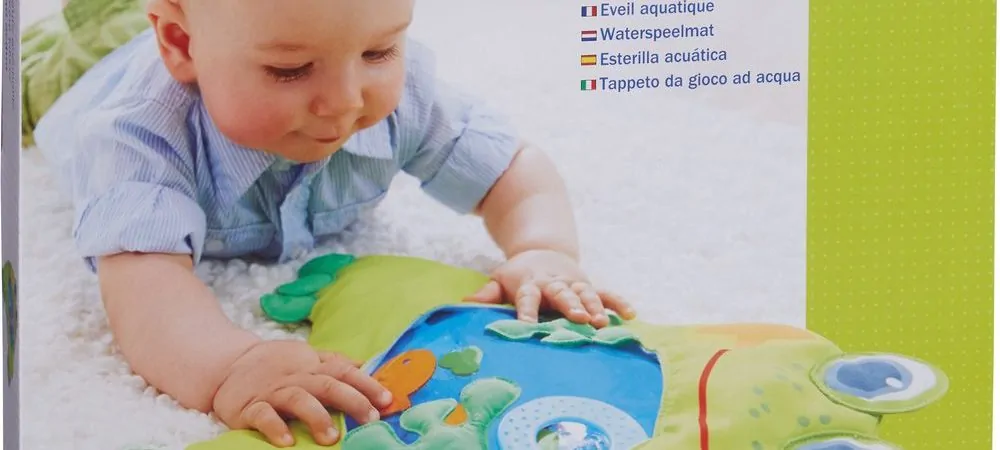 Eveil aquatique
Waterspeelmat
Esterilla acuática
Tappeto da gioco ad acqua